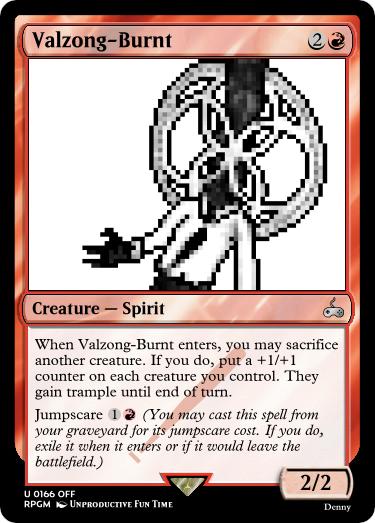 Valzong-Burnt 2
Creature — Spirit
When Valzong-Burnt enters, you may sacrifice
another creature. If you do, put a +1/+1
counter on each creature you control. They
gain trample until end of turn.
Jumpscare 1 (You may cast this spell from
your graveyard for its jumpscare cost. If you do,
exile it when it enters or if it would leave the
battlefield.)
2/2
U 0166 OFF
RPGM Unproductive Fun Time
Denny